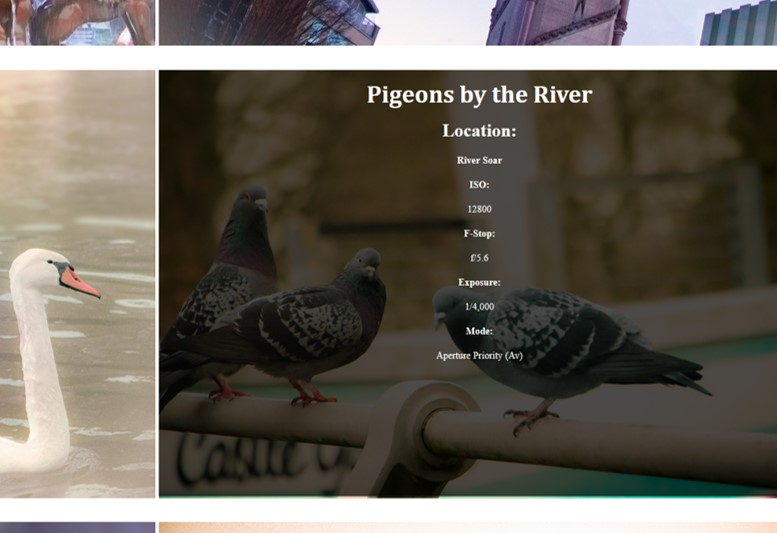 Pigeons by the River
Location:
River Soar
ISO:
12800
F-Stop:
f/5.6
Exposure:
1/4,000
Mode:
Aperture Priority (Av)
Castle G